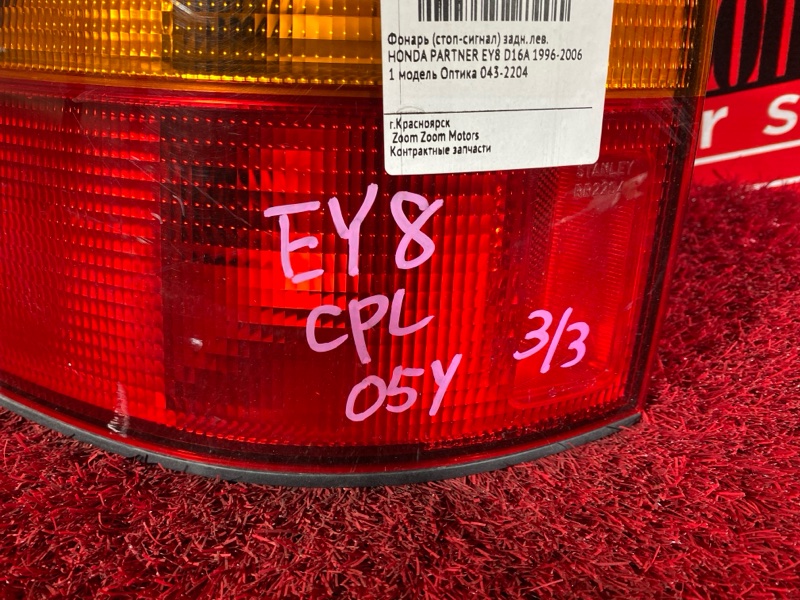 Фонарь (стоп-сигнал) задн.лев.
HONDA PARTNER EY8 D16A 1996-2006
1 модель Оптика 043-2204
г.Красноярск
Zoom Zoom Motors
Контрактные запчасти
STANLEY
EY8
CPL
05Y
3/3